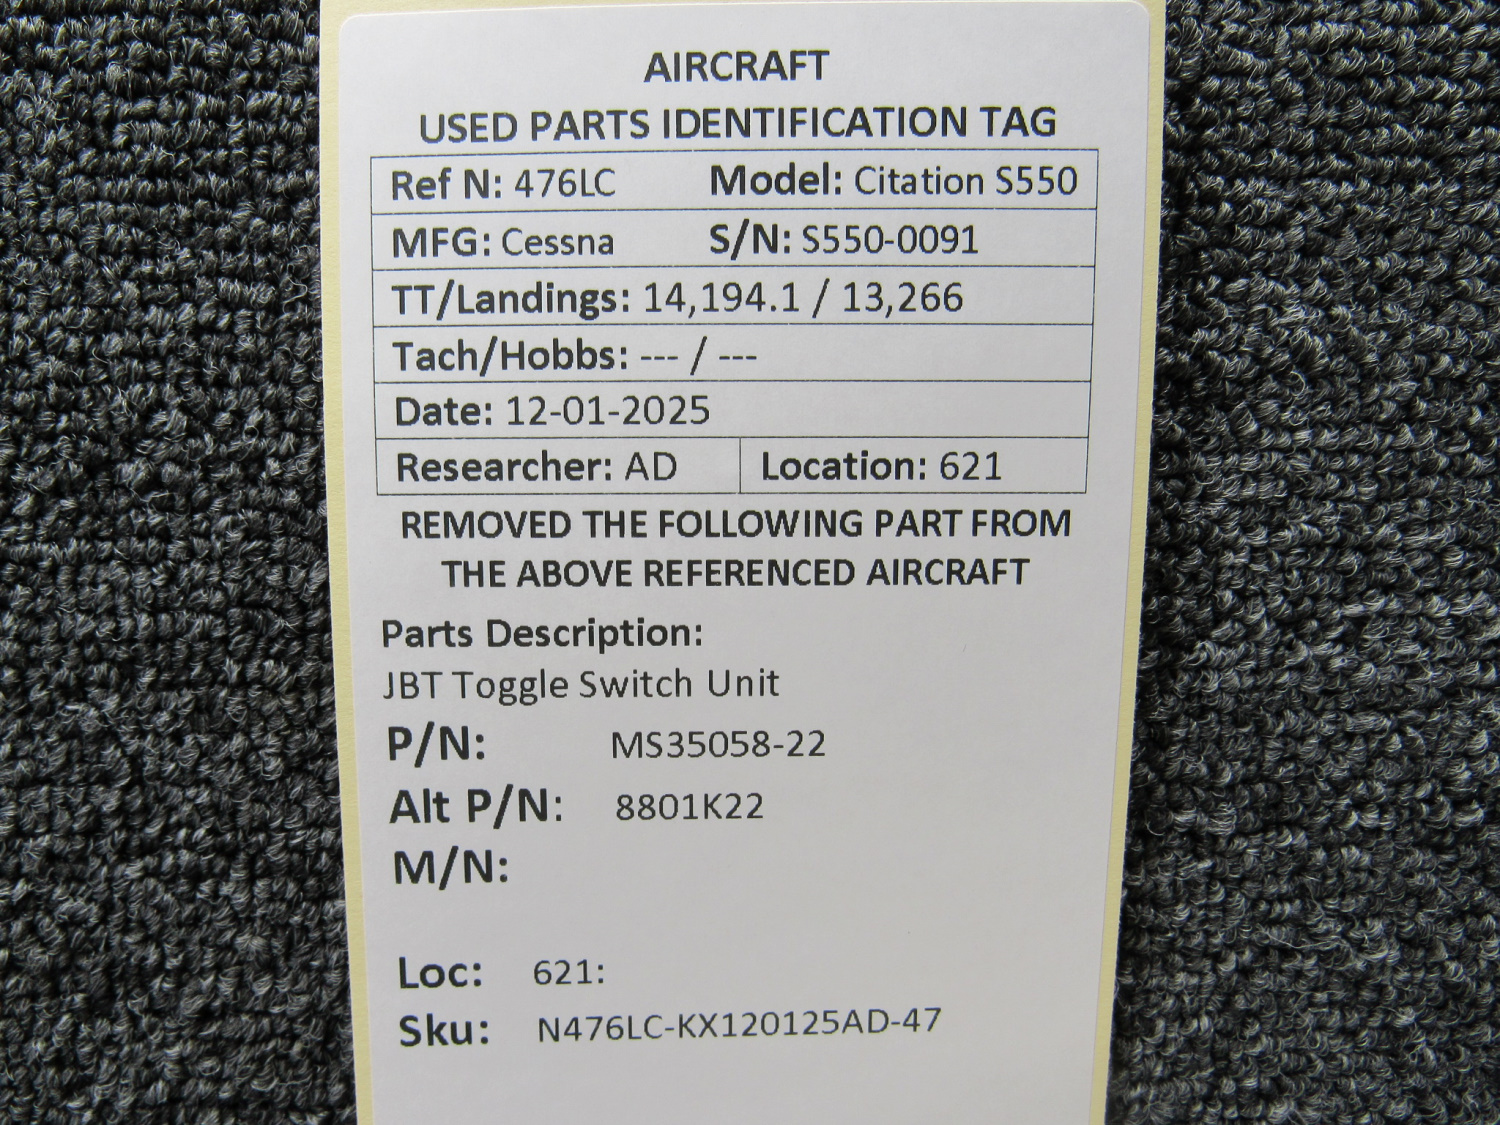 AIRCRAFT
USED PARTS IDENTIFICATION TAG
Ref N: 476LC Model: Citation S550
MFG: Cessna S/N: S550-0091
TT/Landings: 14,194.1 / 13,266
Tach/Hobbs: --- / ---
Date: 12-01-2025
Researcher: AD Location: 621
REMOVED THE FOLLOWING PART FROM
THE ABOVE REFERENCED AIRCRAFT
Parts Description:
JBT Toggle Switch Unit
P/N: MS35058-22
Alt P/N: 8801K22
M/N:
Loc: 621:
Sku: N476LC-KX120125AD-47